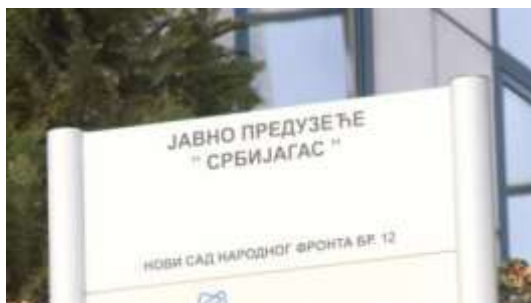 ЈАВНО ПРЕДУЗЕЋЕ
" СРБИЈАГАС "
НОВИ САД НАРОДНОГ ФРОНТА БР. 12